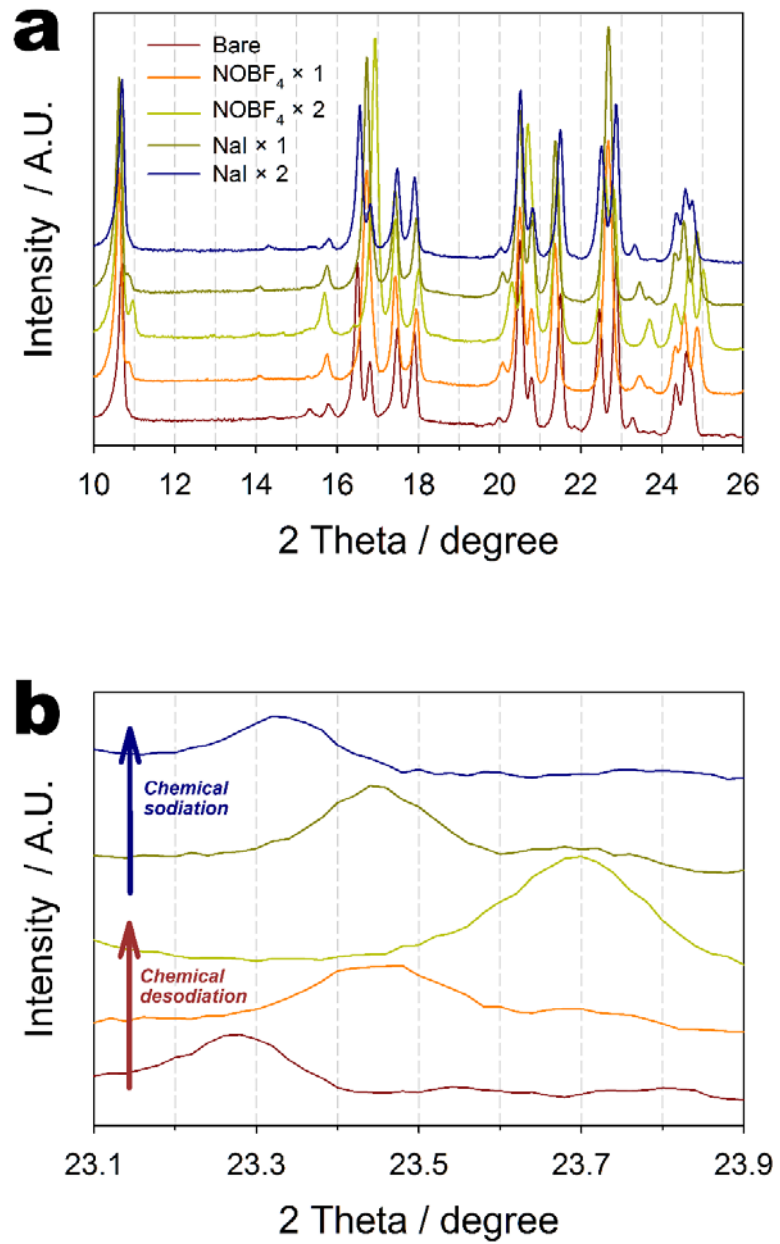 a
Bare
NOBF₄ × 1
NOBF₄ × 2
NaI × 1
NaI × 2
Intensity / A.U.
10 12 14 16 18 20 22 24 26
2 Theta / degree
b
Chemical
sodiation
Chemical
desodiation
Intensity / A.U.
23.1 23.3 23.5 23.7 23.9
2 Theta / degree